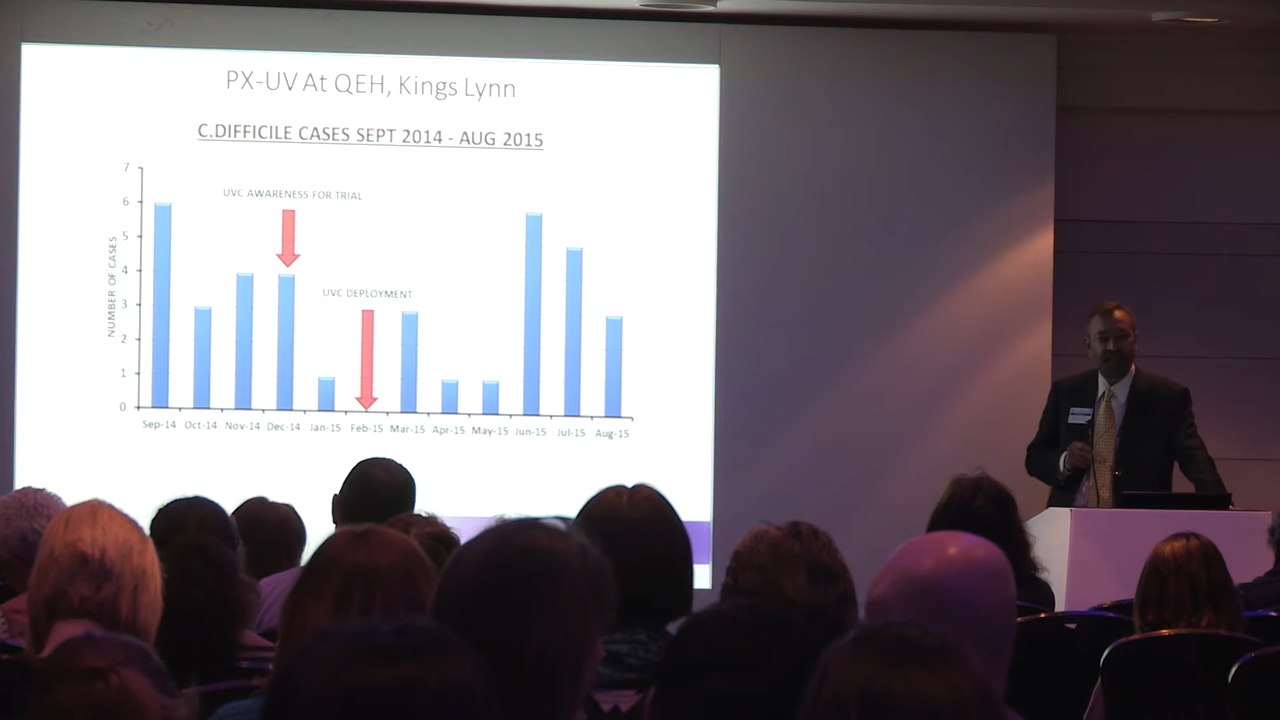 PX-UV At QEH, Kings Lynn
C.DIFFICILE CASES SEPT 2014 - AUG 2015
7
6
5
4
3
2
1
0
NUMBER OF CASES
UVC AWARENESS FOR TRIAL
UVC DEPLOYMENT
Sep-14 Oct-14 Nov-14 Dec-14 Jan-15 Feb-15 Mar-15 Apr-15 May-15 Jun-15 Jul-15 Aug-15